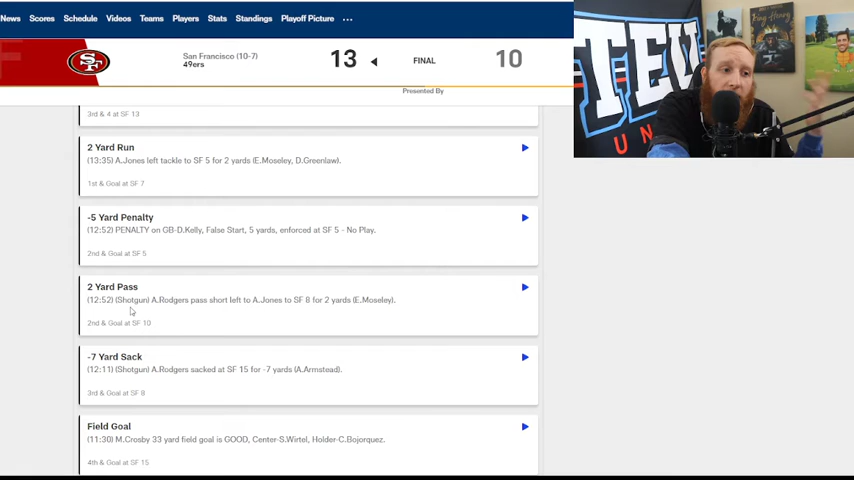 News Scores Schedule Videos Teams Players Stats Standings Playoff Picture ...
SF
San Francisco (10-7)
49ers
13
FINAL
10
Presented By
3rd & 4 at SF 13
2 Yard Run
(13:35) A.Jones left tackle to SF 5 for 2 yards (E.Moseley, D.Greenlaw).
1st & Goal at SF 7
-5 Yard Penalty
(12:52) PENALTY on GB-D.Kelly, False Start, 5 yards, enforced at SF 5 - No Play.
2nd & Goal at SF 5
2 Yard Pass
(12:52) (Shotgun) A.Rodgers pass short left to A.Jones to SF 8 for 2 yards (E.Moseley).
2nd & Goal at SF 10
-7 Yard Sack
(12:11) (Shotgun) A.Rodgers sacked at SF 15 for -7 yards (A.Armstead).
3rd & Goal at SF 8
Field Goal
(11:30) M.Crosby 33 yard field goal is GOOD, Center-S.Wirtel, Holder-C.Bojorquez.
4th & Goal at SF 15
King Henry